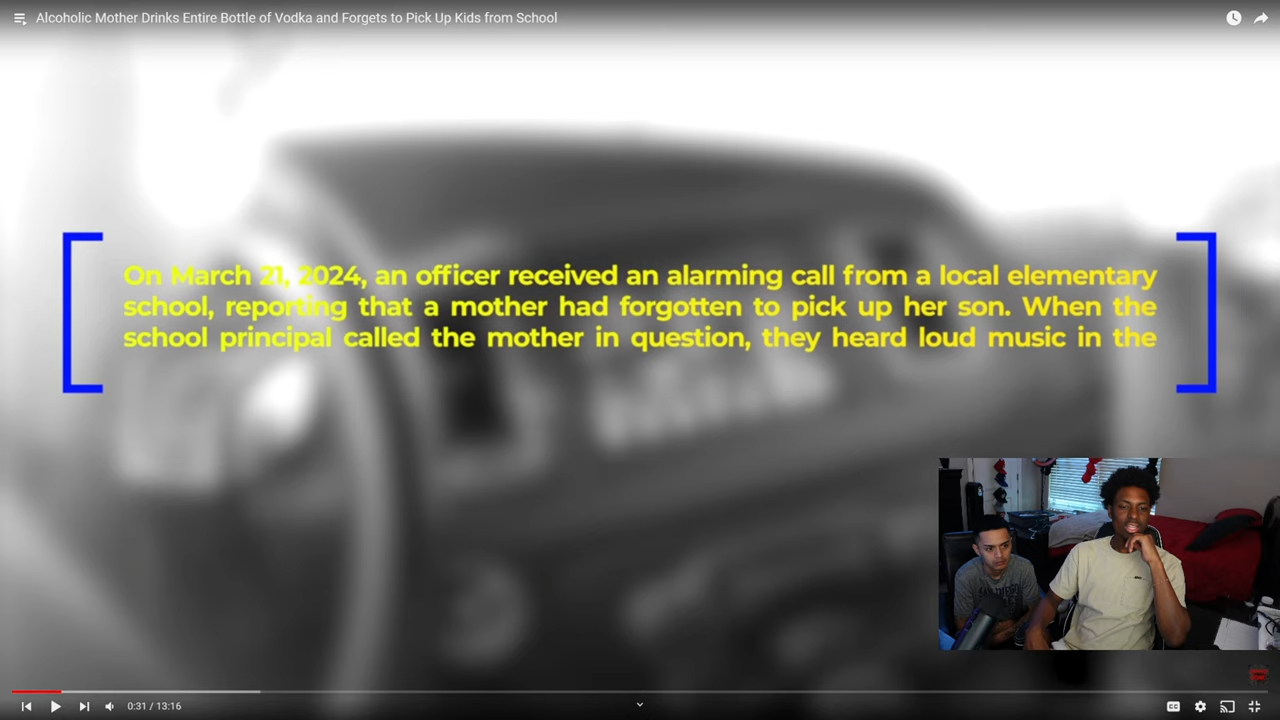 Alcoholic Mother Drinks Entire Bottle of Vodka and Forgets to Pick Up Kids from School
On March 21, 2024, an officer received an alarming call from a local elementary
school, reporting that a mother had forgotten to pick up her son. When the
school principal called the mother in question, they heard loud music in the
0:31 / 13:16
CC